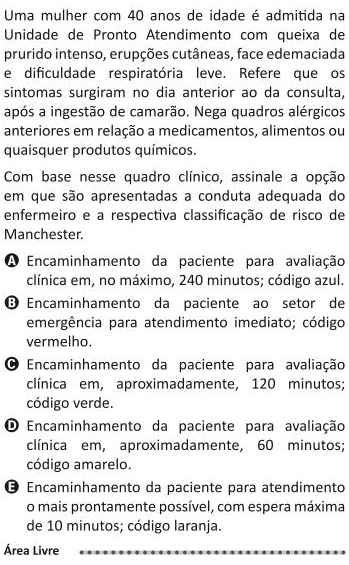 Uma mulher com 40 anos de idade é admitida na
Unidade de Pronto Atendimento com queixa de
prurido intenso, erupções cutâneas, face edemaciada
e dificuldade respiratória leve. Refere que os
sintomas surgiram no dia anterior ao da consulta,
após a ingestão de camarão. Nega quadros alérgicos
anteriores em relação a medicamentos, alimentos ou
quaisquer produtos químicos.
Com base nesse quadro clínico, assinale a opção
em que são apresentadas a conduta adequada do
enfermeiro e a respectiva classificação de risco de
Manchester.
A Encaminhamento da paciente para avaliação
clínica em, no máximo, 240 minutos; código azul.
B Encaminhamento da paciente ao setor de
emergência para atendimento imediato; código
vermelho.
C Encaminhamento da paciente para avaliação
clínica em, aproximadamente, 120 minutos;
código verde.
D Encaminhamento da paciente para avaliação
clínica em, aproximadamente, 60 minutos;
código amarelo.
E Encaminhamento da paciente para atendimento
o mais prontamente possível, com espera máxima
de 10 minutos; código laranja.
Área Livre